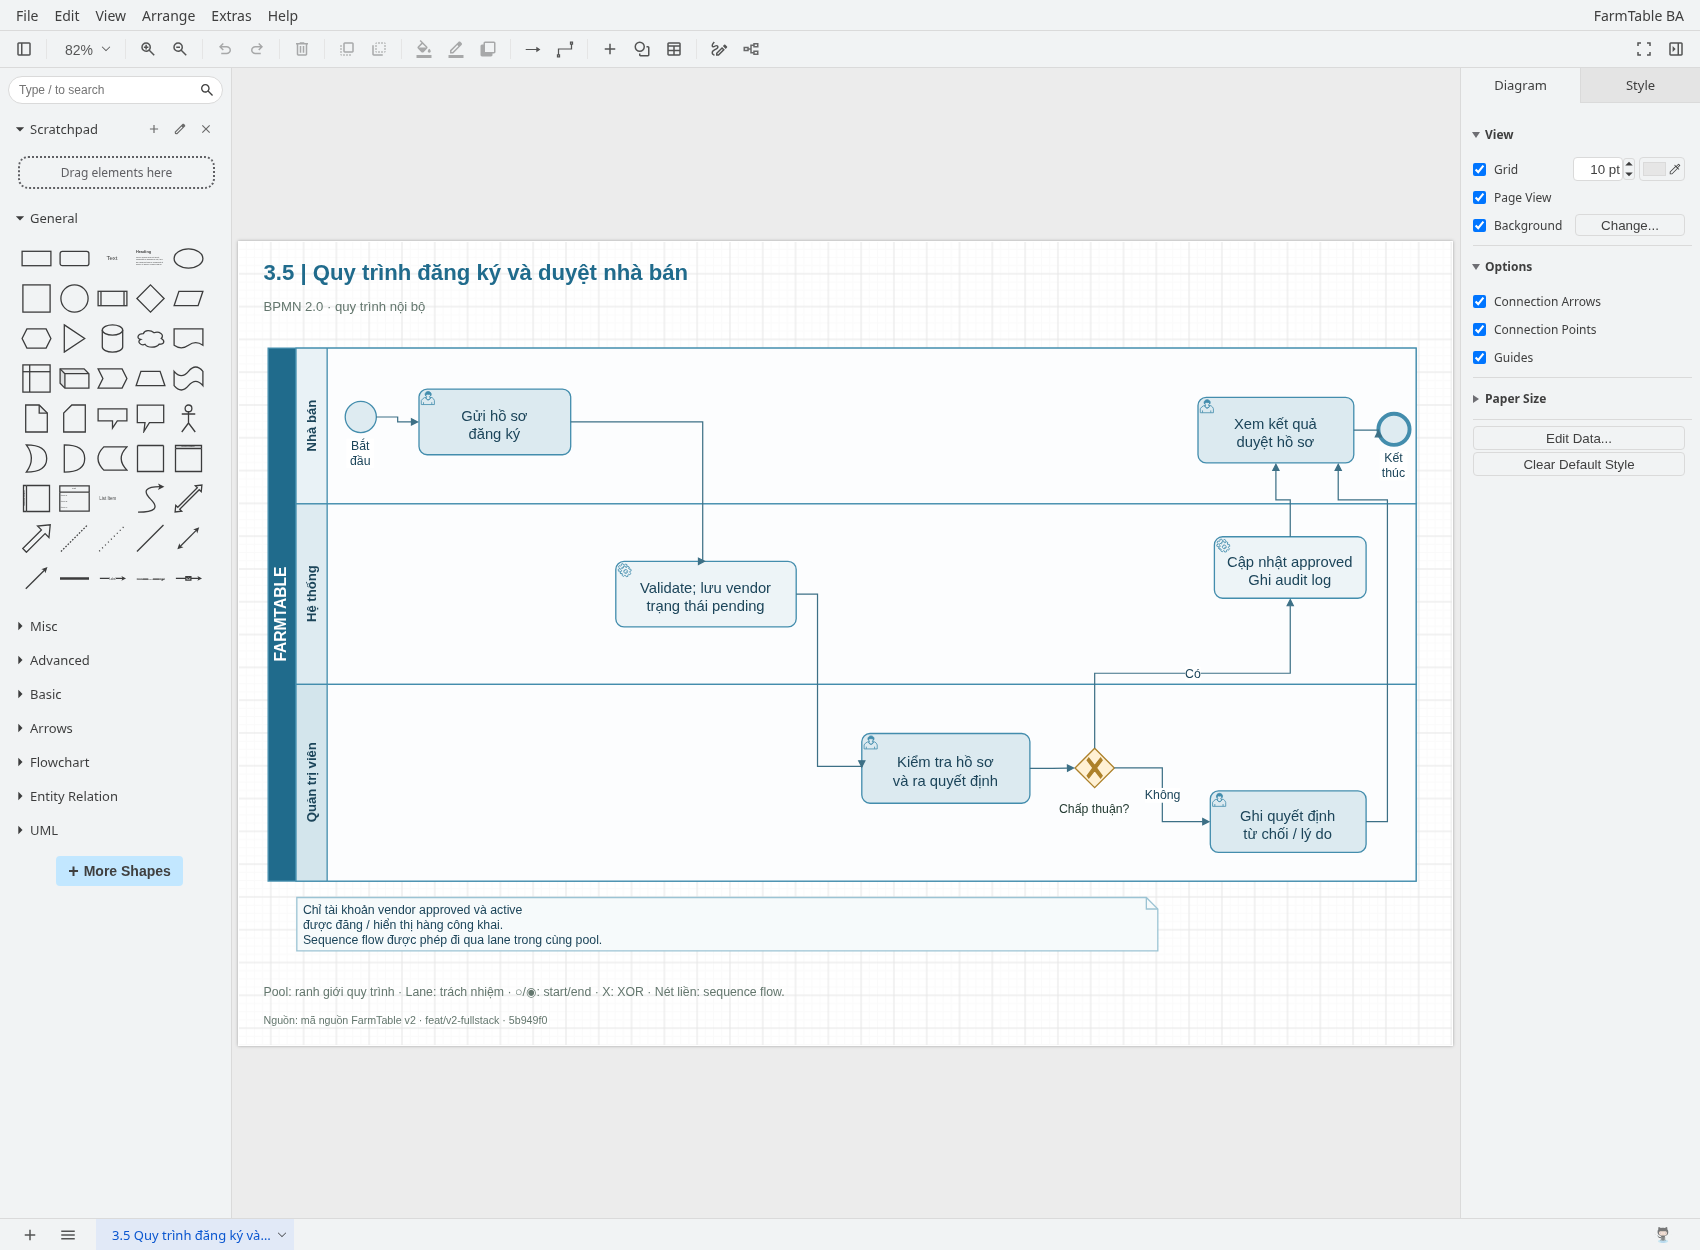 File Edit View Arrange Extras Help FarmTable BA
82%
Type / to search
Scratchpad
Drag elements here
General
Text
Heading
List Item
Misc
Advanced
Basic
Arrows
Flowchart
Entity Relation
UML
+ More Shapes
3.5 | Quy trình đăng ký và duyệt nhà bán
BPMN 2.0 · quy trình nội bộ
FARMTABLE
Nhà bán
Bắt
đầu
Gửi hồ sơ
đăng ký
Xem kết quả
duyệt hồ sơ
Kết
thúc
Hệ thống
Validate; lưu vendor
trạng thái pending
Cập nhật approved
Ghi audit log
Có
Quản trị viên
Kiểm tra hồ sơ
và ra quyết định
Chấp thuận?
Không
Ghi quyết định
từ chối / lý do
Chỉ tài khoản vendor approved và active
được đăng / hiển thị hàng công khai.
Sequence flow được phép đi qua lane trong cùng pool.
Pool: ranh giới quy trình · Lane: trách nhiệm · ○/◉: start/end · X: XOR · Nét liền: sequence flow.
Nguồn: mã nguồn FarmTable v2 · feat/v2-fullstack · 5b949f0
Diagram Style
View
Grid 10 pt
Page View
Background Change...
Options
Connection Arrows
Connection Points
Guides
Paper Size
Edit Data...
Clear Default Style
3.5 Quy trình đăng ký và...